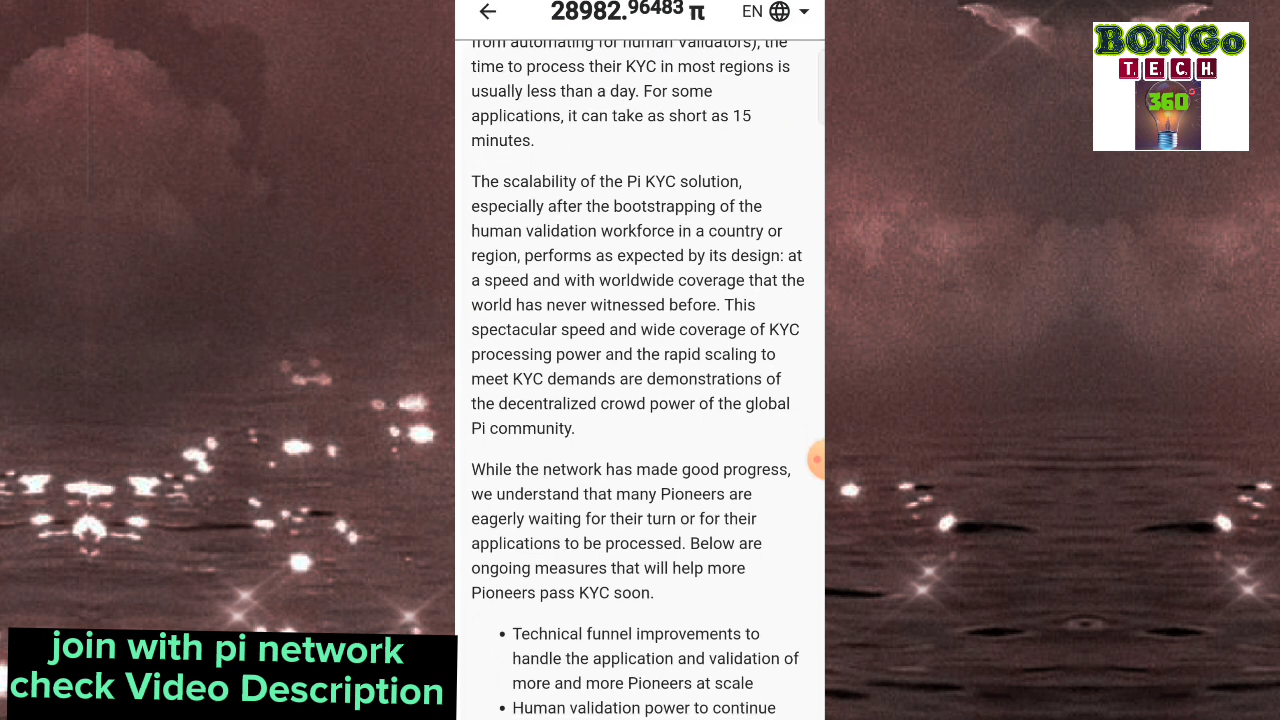 28982.96483 π
EN
from automating for human Validators), the
time to process their KYC in most regions is
usually less than a day. For some
applications, it can take as short as 15
minutes.
The scalability of the Pi KYC solution,
especially after the bootstrapping of the
human validation workforce in a country or
region, performs as expected by its design: at
a speed and with worldwide coverage that the
world has never witnessed before. This
spectacular speed and wide coverage of KYC
processing power and the rapid scaling to
meet KYC demands are demonstrations of
the decentralized crowd power of the global
Pi community.
While the network has made good progress,
we understand that many Pioneers are
eagerly waiting for their turn or for their
applications to be processed. Below are
ongoing measures that will help more
Pioneers pass KYC soon.
• Technical funnel improvements to
handle the application and validation of
more and more Pioneers at scale
• Human validation power to continue
BONGo
TECH
360°
join with pi network
check Video Description